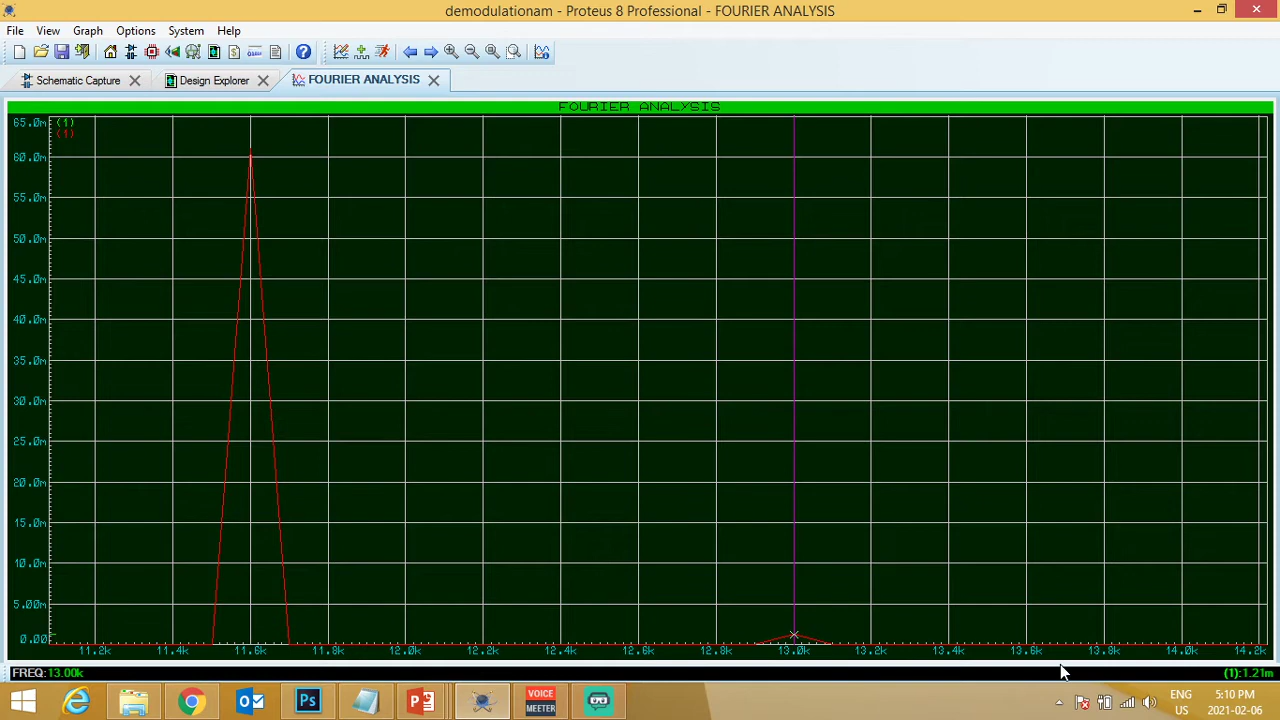 demodulationam - Proteus 8 Professional - FOURIER ANALYSIS
File View Graph Options System Help
Schematic Capture Design Explorer FOURIER ANALYSIS
FOURIER ANALYSIS
65.0m (1)
(1)
60.0m
55.0m
50.0m
45.0m
40.0m
35.0m
30.0m
25.0m
20.0m
15.0m
10.0m
5.00m
0.00
11.2k 11.4k 11.6k 11.8k 12.0k 12.2k 12.4k 12.6k 12.8k 13.0k 13.2k 13.4k 13.6k 13.8k 14.0k 14.2k
FREQ:13.00k (1):1.21m
Ps
VOICE
MEETER
ENG
US
5:10 PM
2021-02-06